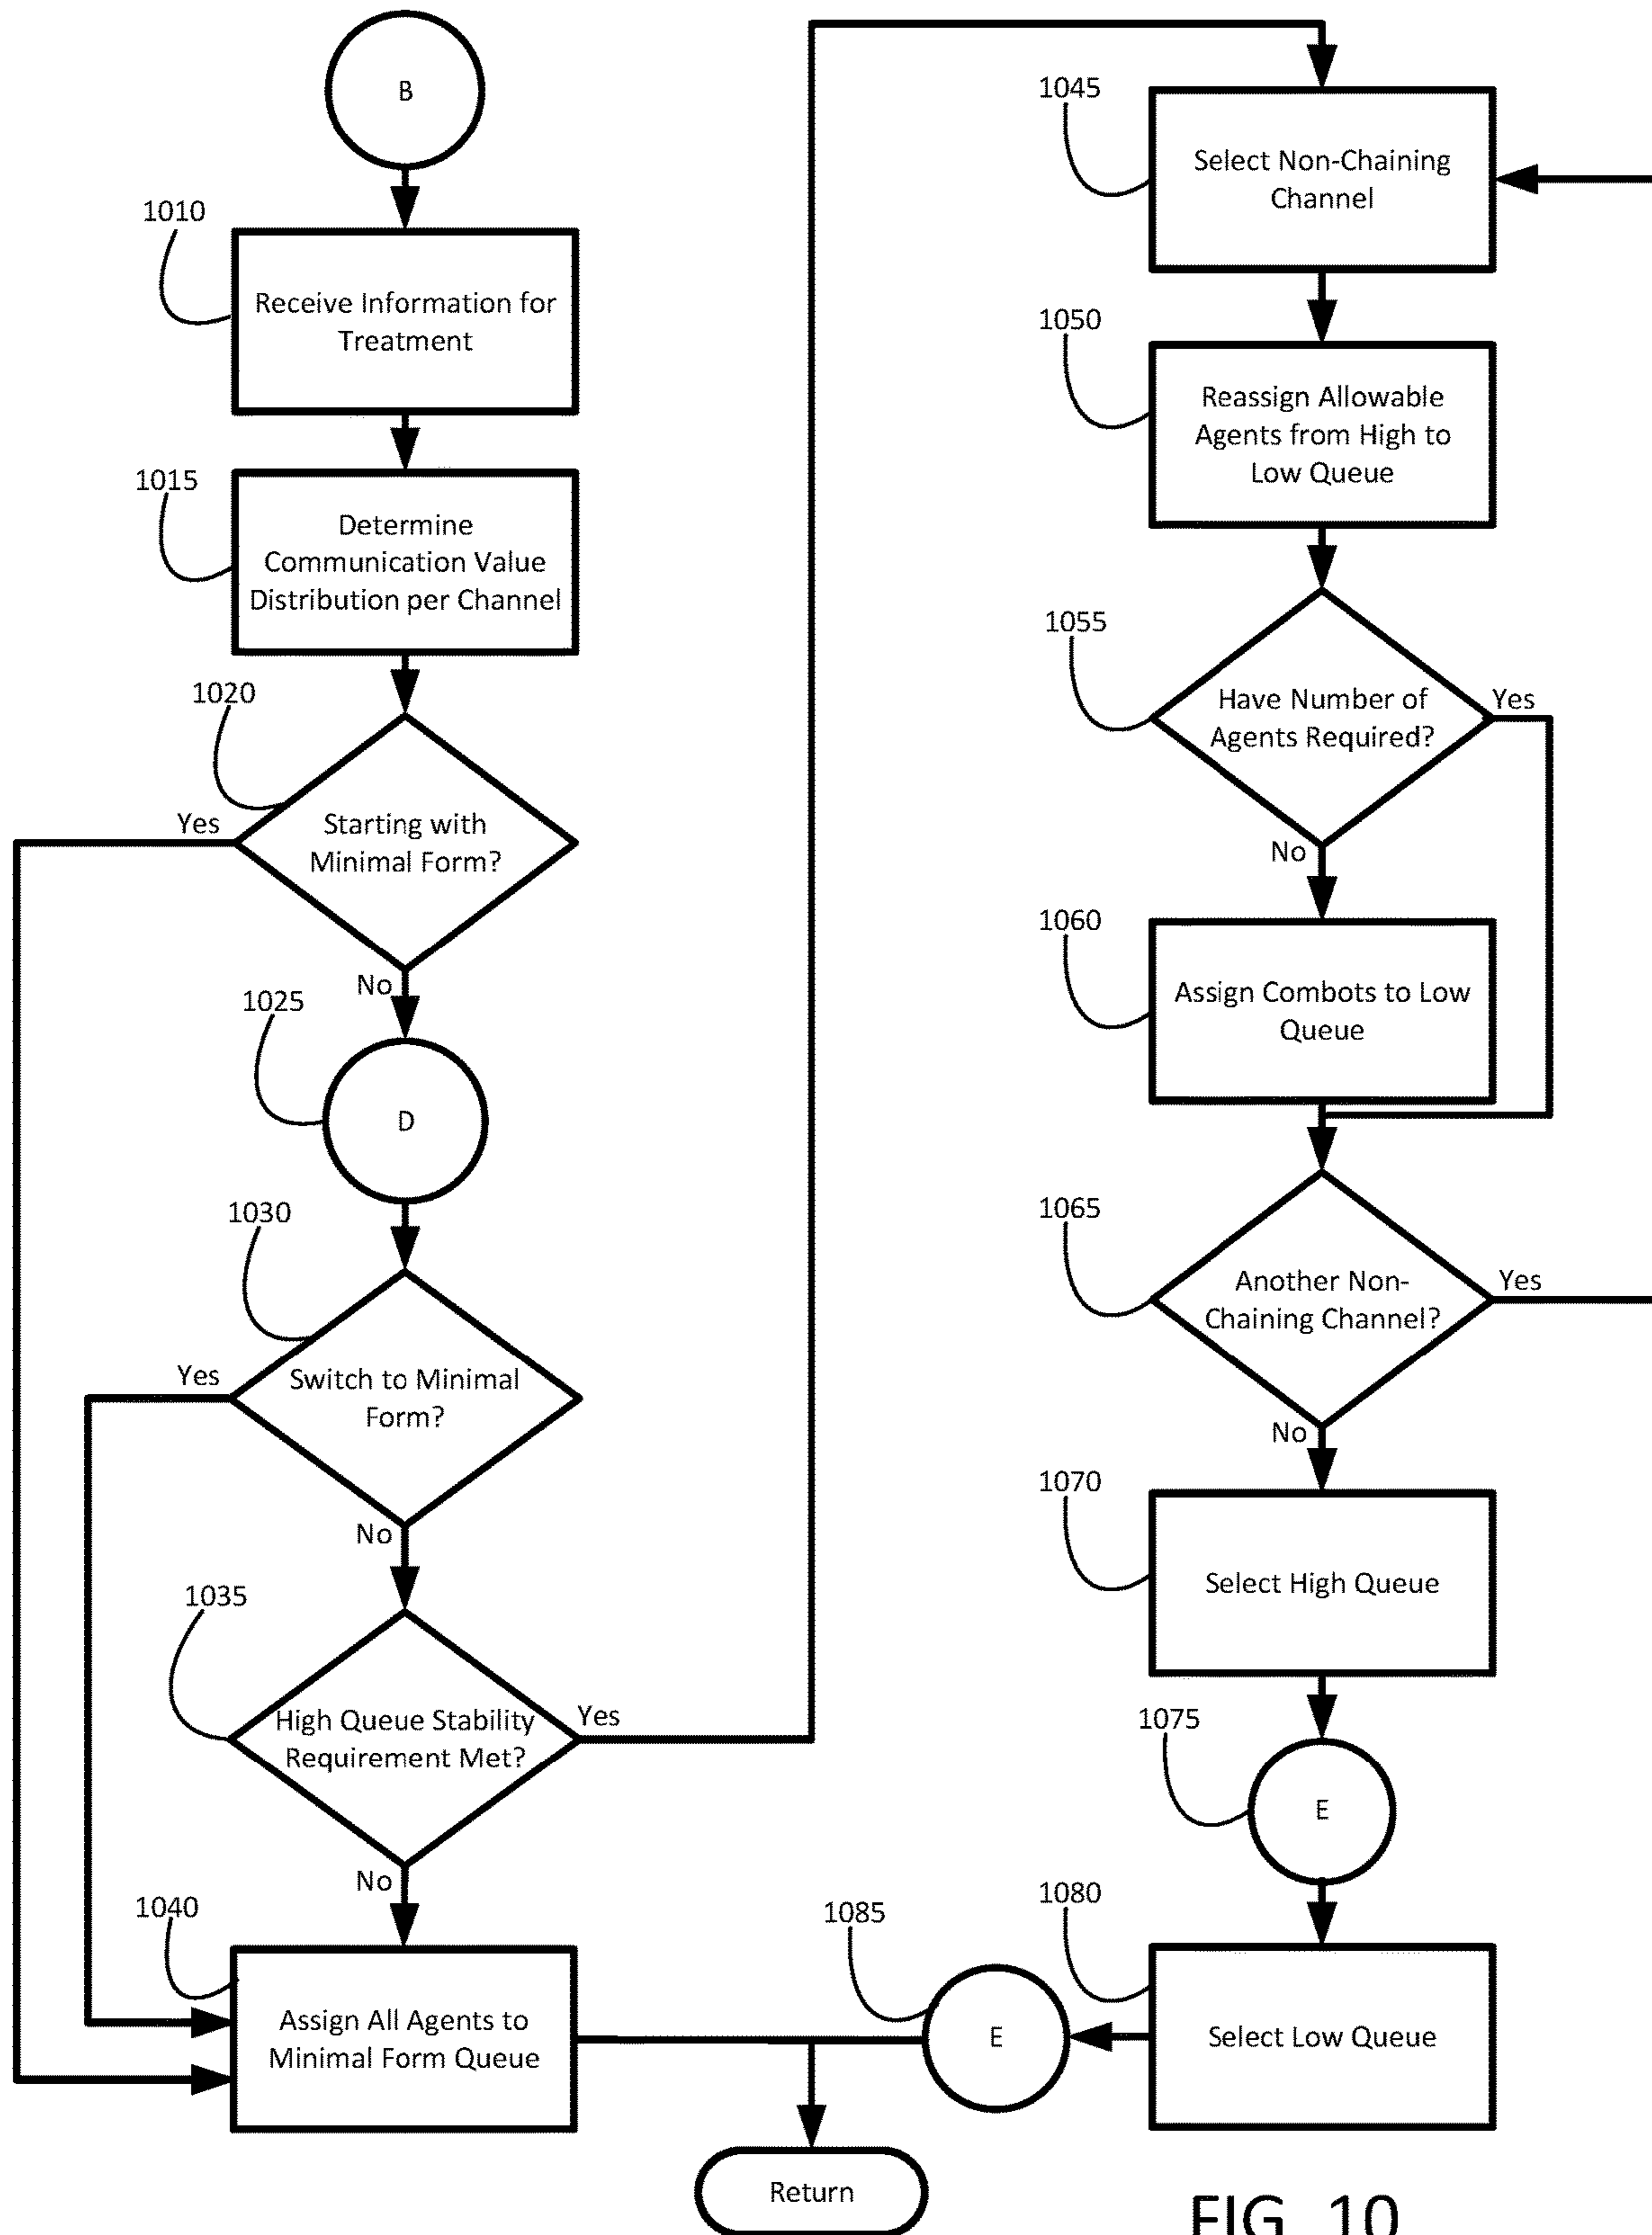 B
1010
Receive Information for
Treatment
1015
Determine
Communication Value
Distribution per Channel
1020
Yes
Starting with
Minimal Form?
No
1025
D
1030
Yes
Switch to Minimal
Form?
No
1035
High Queue Stability
Requirement Met?
Yes
No
1040
Assign All Agents to
Minimal Form Queue
1045
Select Non-Chaining
Channel
1050
Reassign Allowable
Agents from High to
Low Queue
1055
Have Number of
Agents Required?
Yes
No
1060
Assign Combots to Low
Queue
1065
Another Non-
Chaining Channel?
Yes
No
1070
Select High Queue
1075
E
1080
Select Low Queue
1085
E
Return
FIG. 10